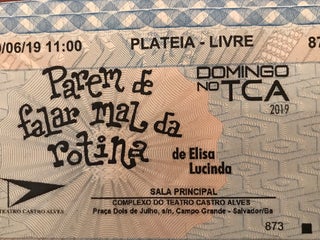 /06/19 11:00 PLATEIA - LIVRE 87
Parem de
falar mal da
rotina
DOMINGO
NO TCA
2019
de Elisa
Lucinda
SALA PRINCIPAL
TEATRO CASTRO ALVES
COMPLEXO DO TEATRO CASTRO ALVES
Praça Dois de Julho, s/n, Campo Grande - Salvador/Ba
873